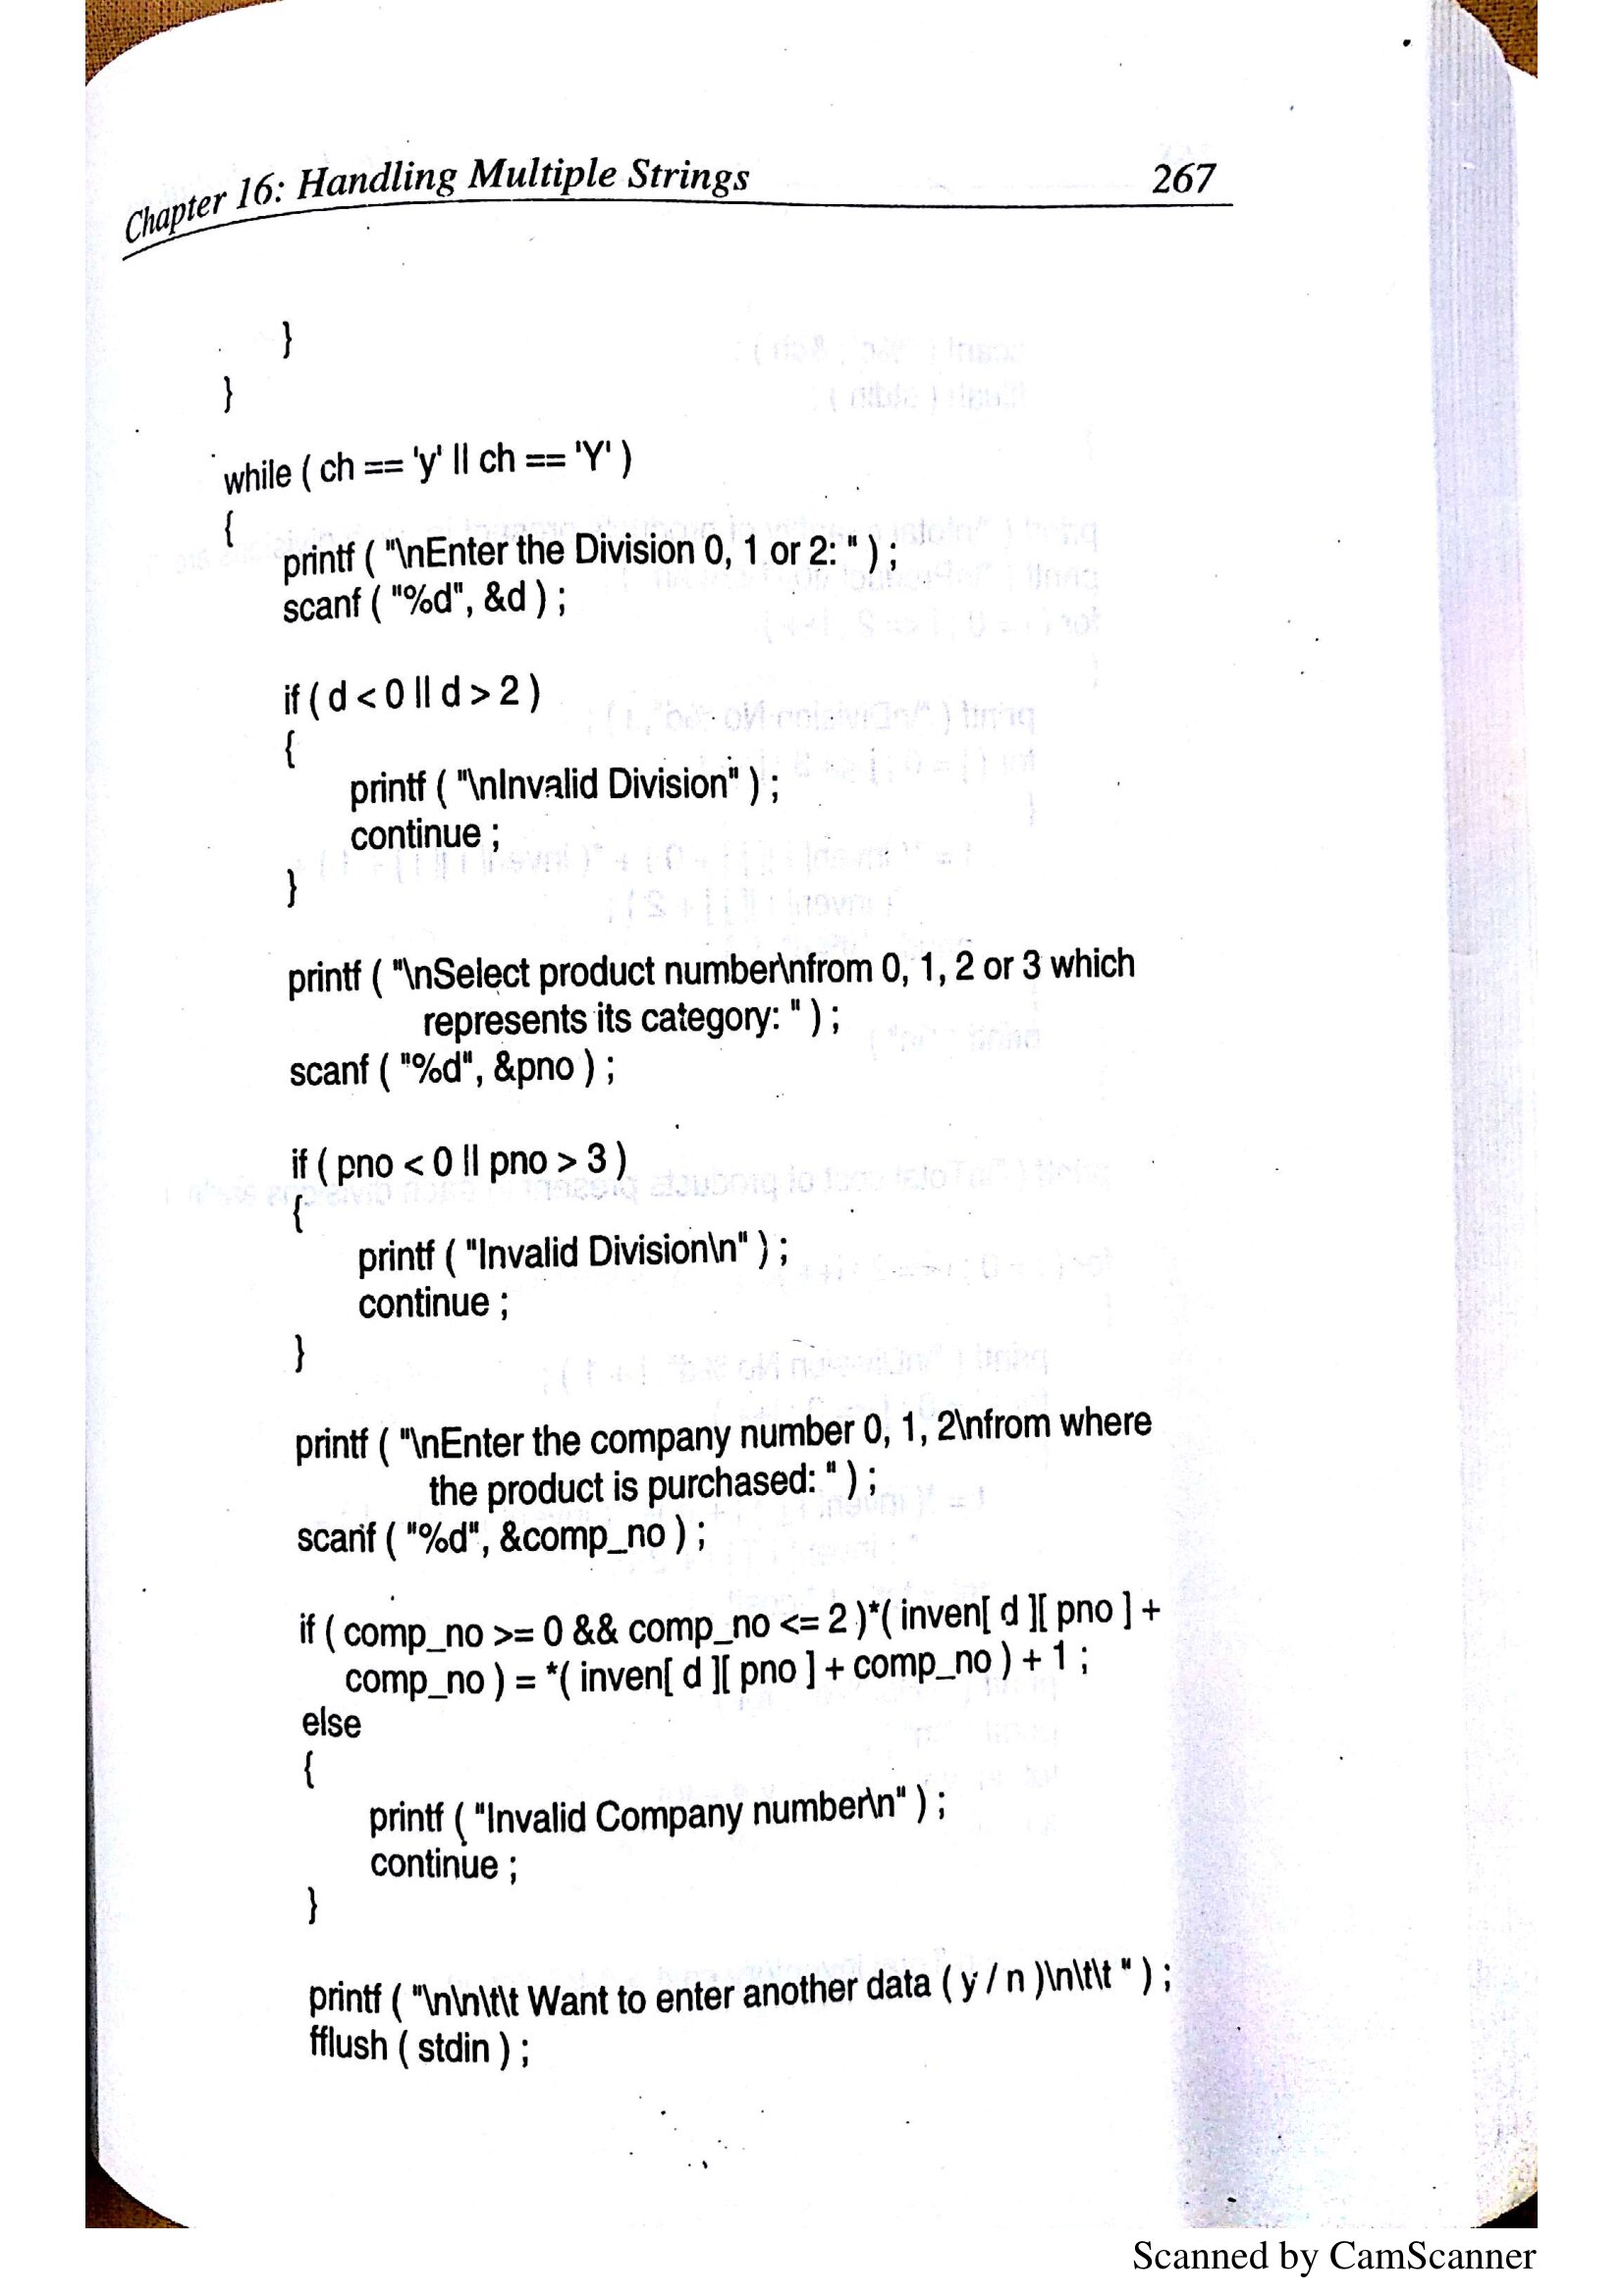 Chapter 16: Handling Multiple Strings 267
}
}
while ( ch == 'y' || ch == 'Y' )
{
printf ( "\nEnter the Division 0, 1 or 2: " ) ;
scanf ( "%d", &d ) ;
if ( d < 0 || d > 2 )
{
printf ( "\nInvalid Division" ) ;
continue ;
}
printf ( "\nSelect product number\nfrom 0, 1, 2 or 3 which
represents its category: " ) ;
scanf ( "%d", &pno ) ;
if ( pno < 0 || pno > 3 )
{
printf ( "Invalid Division\n" ) ;
continue ;
}
printf ( "\nEnter the company number 0, 1, 2\nfrom where
the product is purchased: " ) ;
scanf ( "%d", &comp_no ) ;
if ( comp_no >= 0 && comp_no <= 2 )*( inven[ d ][ pno ] +
comp_no ) = *( inven[ d ][ pno ] + comp_no ) + 1 ;
else
{
printf ( "Invalid Company number\n" ) ;
continue ;
}
printf ( "\n\n\t\t Want to enter another data ( y / n )\n\t\t " ) ;
fflush ( stdin ) ;
Scanned by CamScanner